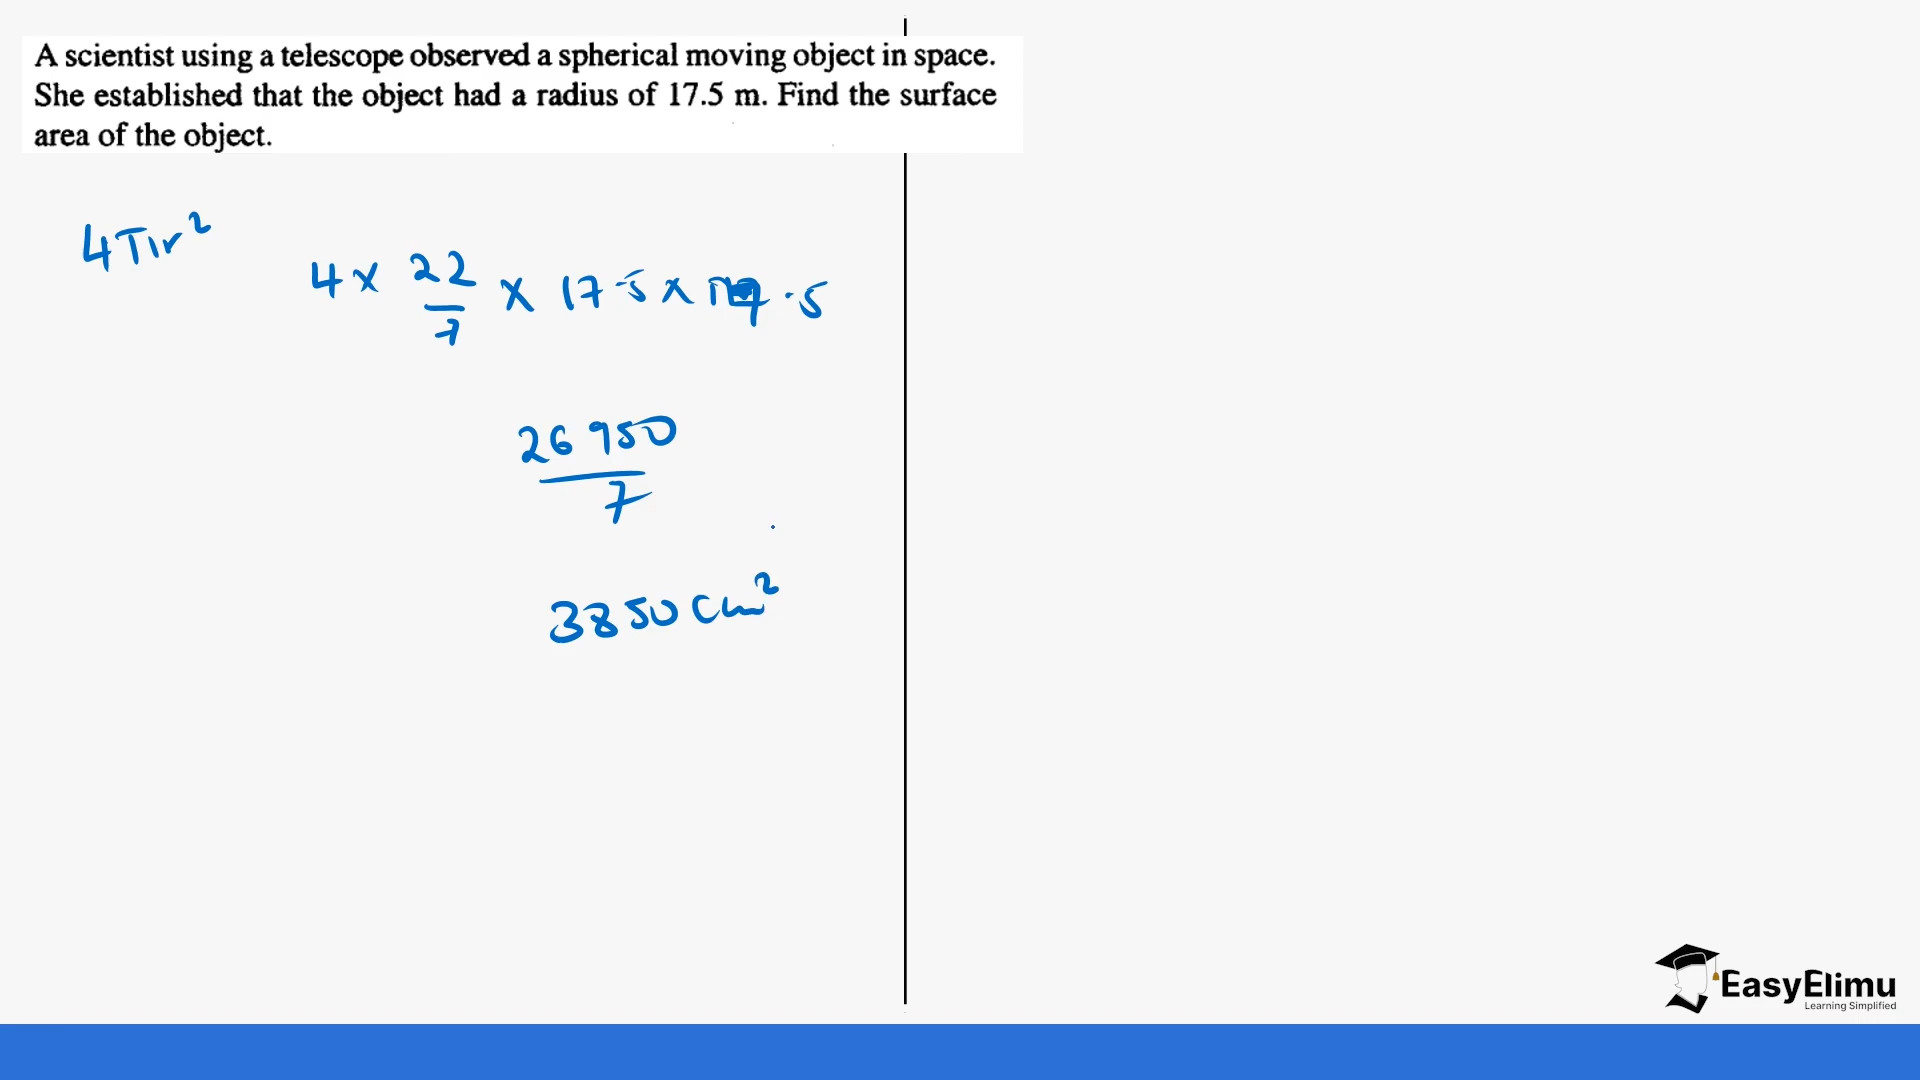 A scientist using a telescope observed a spherical moving object in space.
She established that the object had a radius of 17.5 m. Find the surface
area of the object.
4πr²
4 x 22/7 x 17.5 x 17.5
26950/7
3850 cm²
EasyElimu
Learning Simplified